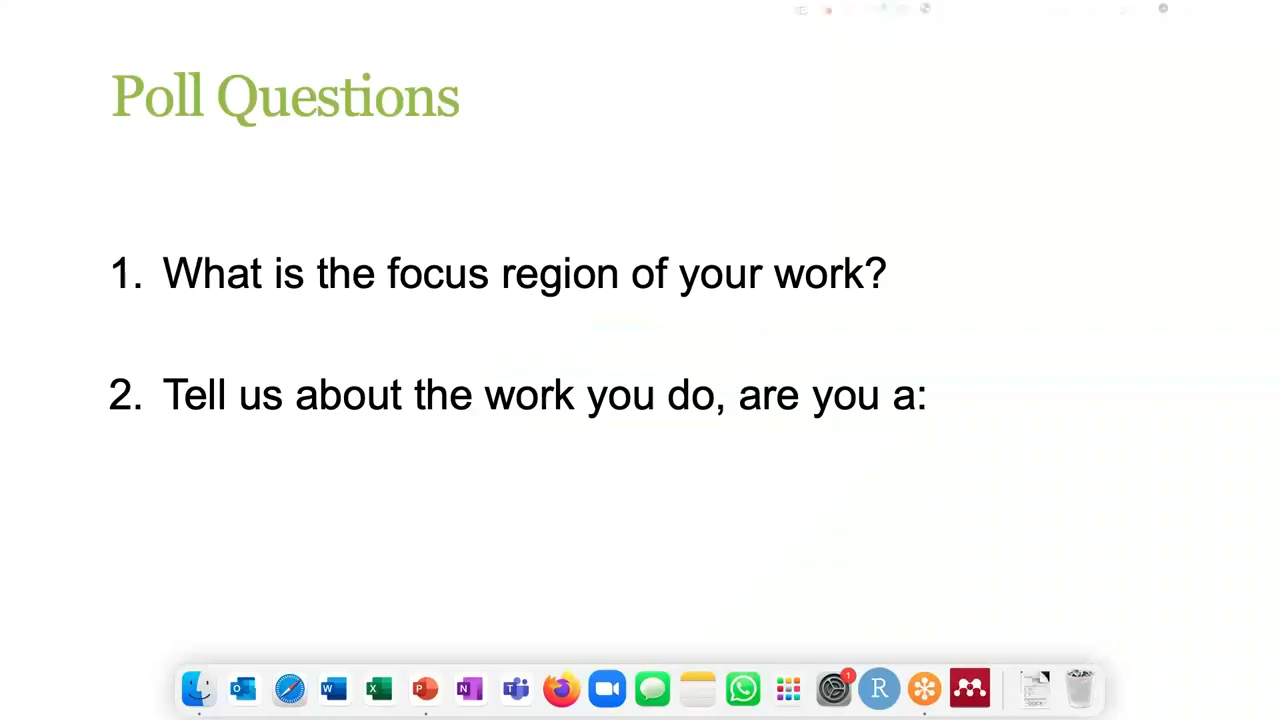 Poll Questions
1. What is the focus region of your work?
2. Tell us about the work you do, are you a:
1